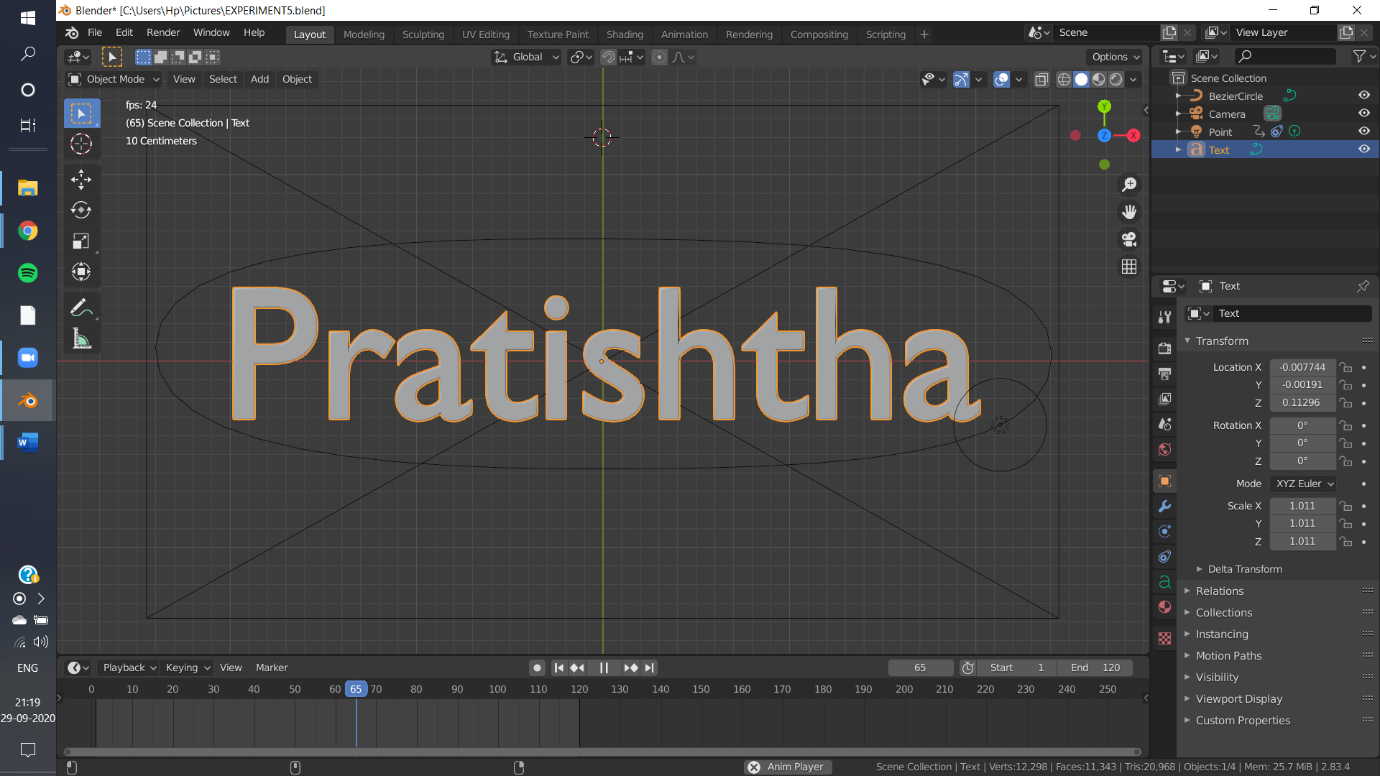 Blender* [C:\Users\Hp\Pictures\EXPERIMENT5.blend]
File Edit Render Window Help Layout Modeling Sculpting UV Editing Texture Paint Shading Animation Rendering Compositing Scripting + Scene View Layer
Global Options
Object Mode View Select Add Object
fps: 24
(65) Scene Collection | Text
10 Centimeters
Y
Z
X
Pratishtha
Scene Collection
BezierCircle
Camera
Point
Text
Text
Text
Transform
Location X -0.007744
Y -0.00191
Z 0.11296
Rotation X 0°
Y 0°
Z 0°
Mode XYZ Euler
Scale X 1.011
Y 1.011
Z 1.011
Delta Transform
Relations
Collections
Instancing
Motion Paths
Visibility
Viewport Display
Custom Properties
Playback Keying View Marker 65 Start 1 End 120
0 10 20 30 40 50 60 65 70 80 90 100 110 120 130 140 150 160 170 180 190 200 210 220 230 240 250
Anim Player
Scene Collection | Text | Verts:12,298 | Faces:11,343 | Tris:20,968 | Objects:1/4 | Mem: 25.7 MiB | 2.83.4
ENG
21:19
29-09-2020